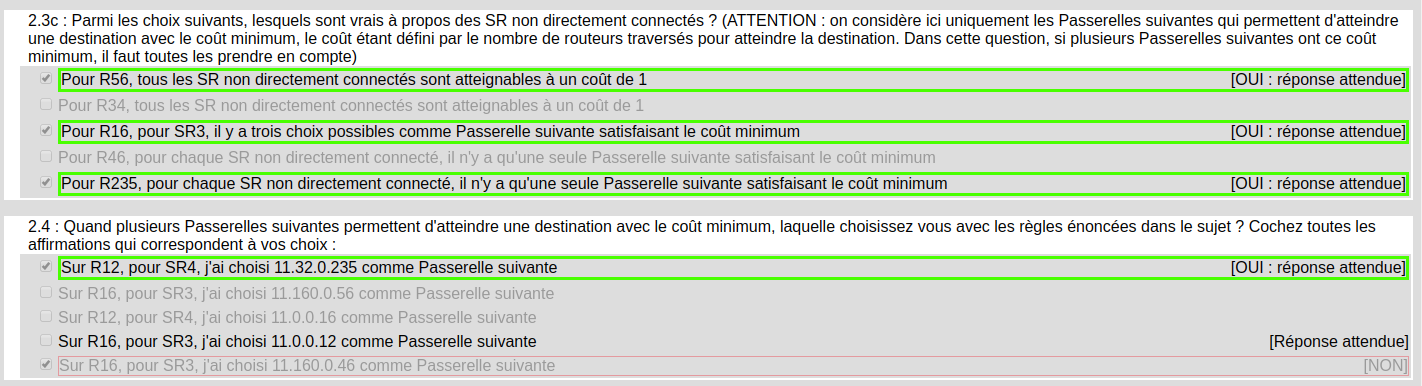 2.3c : Parmi les choix suivants, lesquels sont vrais à propos des SR non directement connectés ? (ATTENTION : on considère ici uniquement les Passerelles suivantes qui permettent d'atteindre
une destination avec le coût minimum, le coût étant défini par le nombre de routeurs traversés pour atteindre la destination. Dans cette question, si plusieurs Passerelles suivantes ont ce coût
minimum, il faut toutes les prendre en compte)
Pour R56, tous les SR non directement connectés sont atteignables à un coût de 1 [OUI : réponse attendue]
Pour R34, tous les SR non directement connectés sont atteignables à un coût de 1
Pour R16, pour SR3, il y a trois choix possibles comme Passerelle suivante satisfaisant le coût minimum [OUI : réponse attendue]
Pour R46, pour chaque SR non directement connecté, il n'y a qu'une seule Passerelle suivante satisfaisant le coût minimum
Pour R235, pour chaque SR non directement connecté, il n'y a qu'une seule Passerelle suivante satisfaisant le coût minimum [OUI : réponse attendue]
2.4 : Quand plusieurs Passerelles suivantes permettent d'atteindre une destination avec le coût minimum, laquelle choisissez vous avec les règles énoncées dans le sujet ? Cochez toutes les
affirmations qui correspondent à vos choix :
Sur R12, pour SR4, j'ai choisi 11.32.0.235 comme Passerelle suivante [OUI : réponse attendue]
Sur R16, pour SR3, j'ai choisi 11.160.0.56 comme Passerelle suivante
Sur R12, pour SR4, j'ai choisi 11.0.0.16 comme Passerelle suivante
Sur R16, pour SR3, j'ai choisi 11.0.0.12 comme Passerelle suivante [Réponse attendue]
Sur R16, pour SR3, j'ai choisi 11.160.0.46 comme Passerelle suivante [NON]